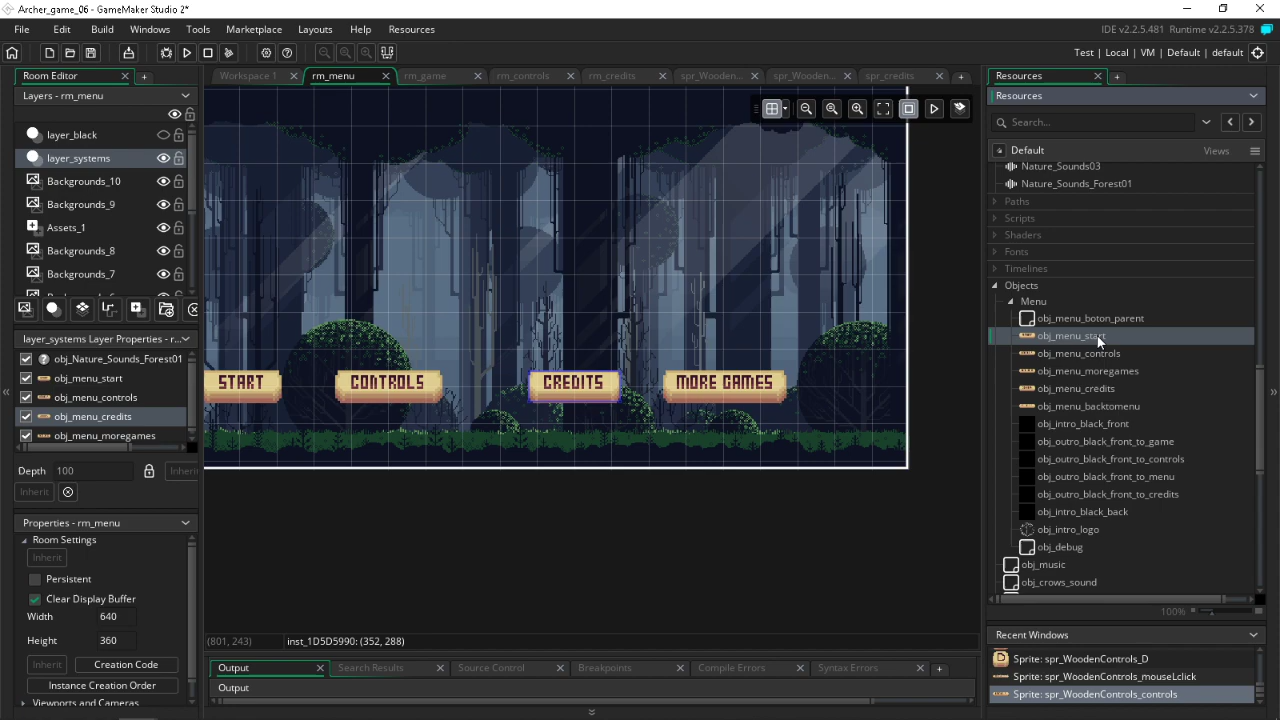 Archer_game_06 - GameMaker Studio 2*
File Edit Build Windows Tools Marketplace Layouts Help Resources
IDE v2.2.5.481 Runtime v2.2.5.378
Test | Local | VM | Default | default
Room Editor
Workspace 1
rm_menu
rm_game
rm_controls
rm_credits
spr_Wooden...
spr_Wooden...
spr_credits
Resources
Layers - rm_menu
layer_black
layer_systems
Backgrounds_10
Backgrounds_9
Assets_1
Backgrounds_8
Backgrounds_7
layer_systems Layer Properties - r...
obj_Nature_Sounds_Forest01
obj_menu_start
obj_menu_controls
obj_menu_credits
obj_menu_moregames
Depth 100
Inherit
Inherit
Properties - rm_menu
Room Settings
Inherit
Persistent
Clear Display Buffer
Width 640
Height 360
Inherit
Creation Code
Instance Creation Order
Viewports and Cameras
START
CONTROLS
CREDITS
MORE GAMES
(801, 243)
inst_1D5D5990: (352, 288)
Output
Search Results
Source Control
Breakpoints
Compile Errors
Syntax Errors
Output
Resources
Search...
Default
Views
Nature_Sounds03
Nature_Sounds_Forest01
Paths
Scripts
Shaders
Fonts
Timelines
Objects
Menu
obj_menu_boton_parent
obj_menu_start
obj_menu_controls
obj_menu_moregames
obj_menu_credits
obj_menu_backtomenu
obj_intro_black_front
obj_outro_black_front_to_game
obj_outro_black_front_to_controls
obj_outro_black_front_to_menu
obj_outro_black_front_to_credits
obj_intro_black_back
obj_intro_logo
obj_debug
obj_music
obj_crows_sound
100%
Recent Windows
Sprite: spr_WoodenControls_D
Sprite: spr_WoodenControls_mouseLclick
Sprite: spr_WoodenControls_controls